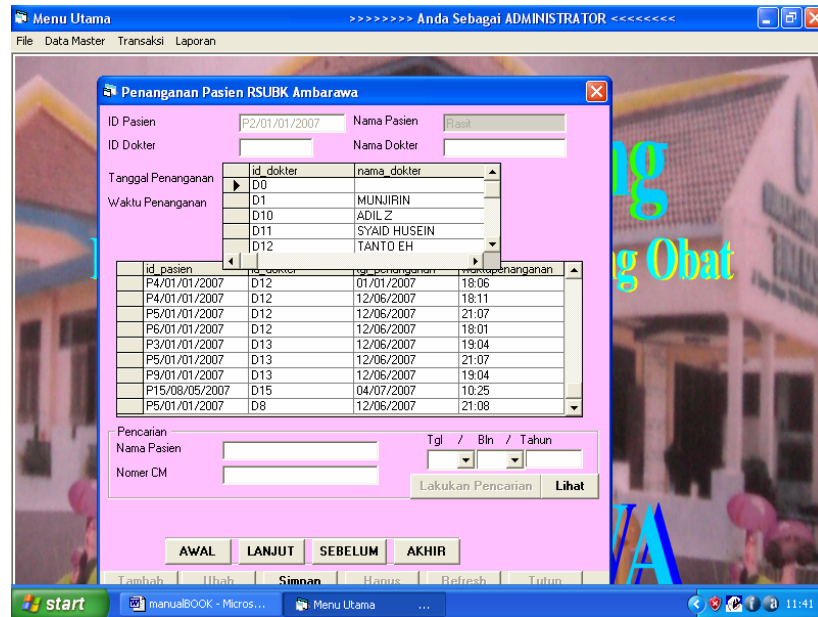 Menu Utama >>>>>>>> Anda Sebagai ADMINISTRATOR <<<<<<<<
File Data Master Transaksi Laporan
Penanganan Pasien RSUBK Ambarawa
ID Pasien P2/01/01/2007 Nama Pasien Rasit
ID Dokter Nama Dokter
Tanggal Penanganan
Waktu Penanganan
id_dokter nama_dokter
D0
D1 MUNJIRIN
D10 ADIL Z
D11 SYAID HUSEIN
D12 TANTO EH
id_pasien id_dokter tgl_penanganan waktupenanganan
P4/01/01/2007 D12 01/01/2007 18:06
P4/01/01/2007 D12 12/06/2007 18:11
P5/01/01/2007 D12 12/06/2007 21:07
P6/01/01/2007 D12 12/06/2007 18:01
P3/01/01/2007 D13 12/06/2007 19:04
P5/01/01/2007 D13 12/06/2007 21:07
P9/01/01/2007 D13 12/06/2007 19:04
P15/08/05/2007 D15 04/07/2007 10:25
P5/01/01/2007 D8 12/06/2007 21:08
Pencarian
Nama Pasien Tgl / Bln / Tahun
Nomer CM
Lakukan Pencarian Lihat
AWAL LANJUT SEBELUM AKHIR
Tambah Ubah Simpan Hapus Refresh Tutup
ng
ng Obat
WA
start manualBOOK - Micros... Menu Utama ... 11:41